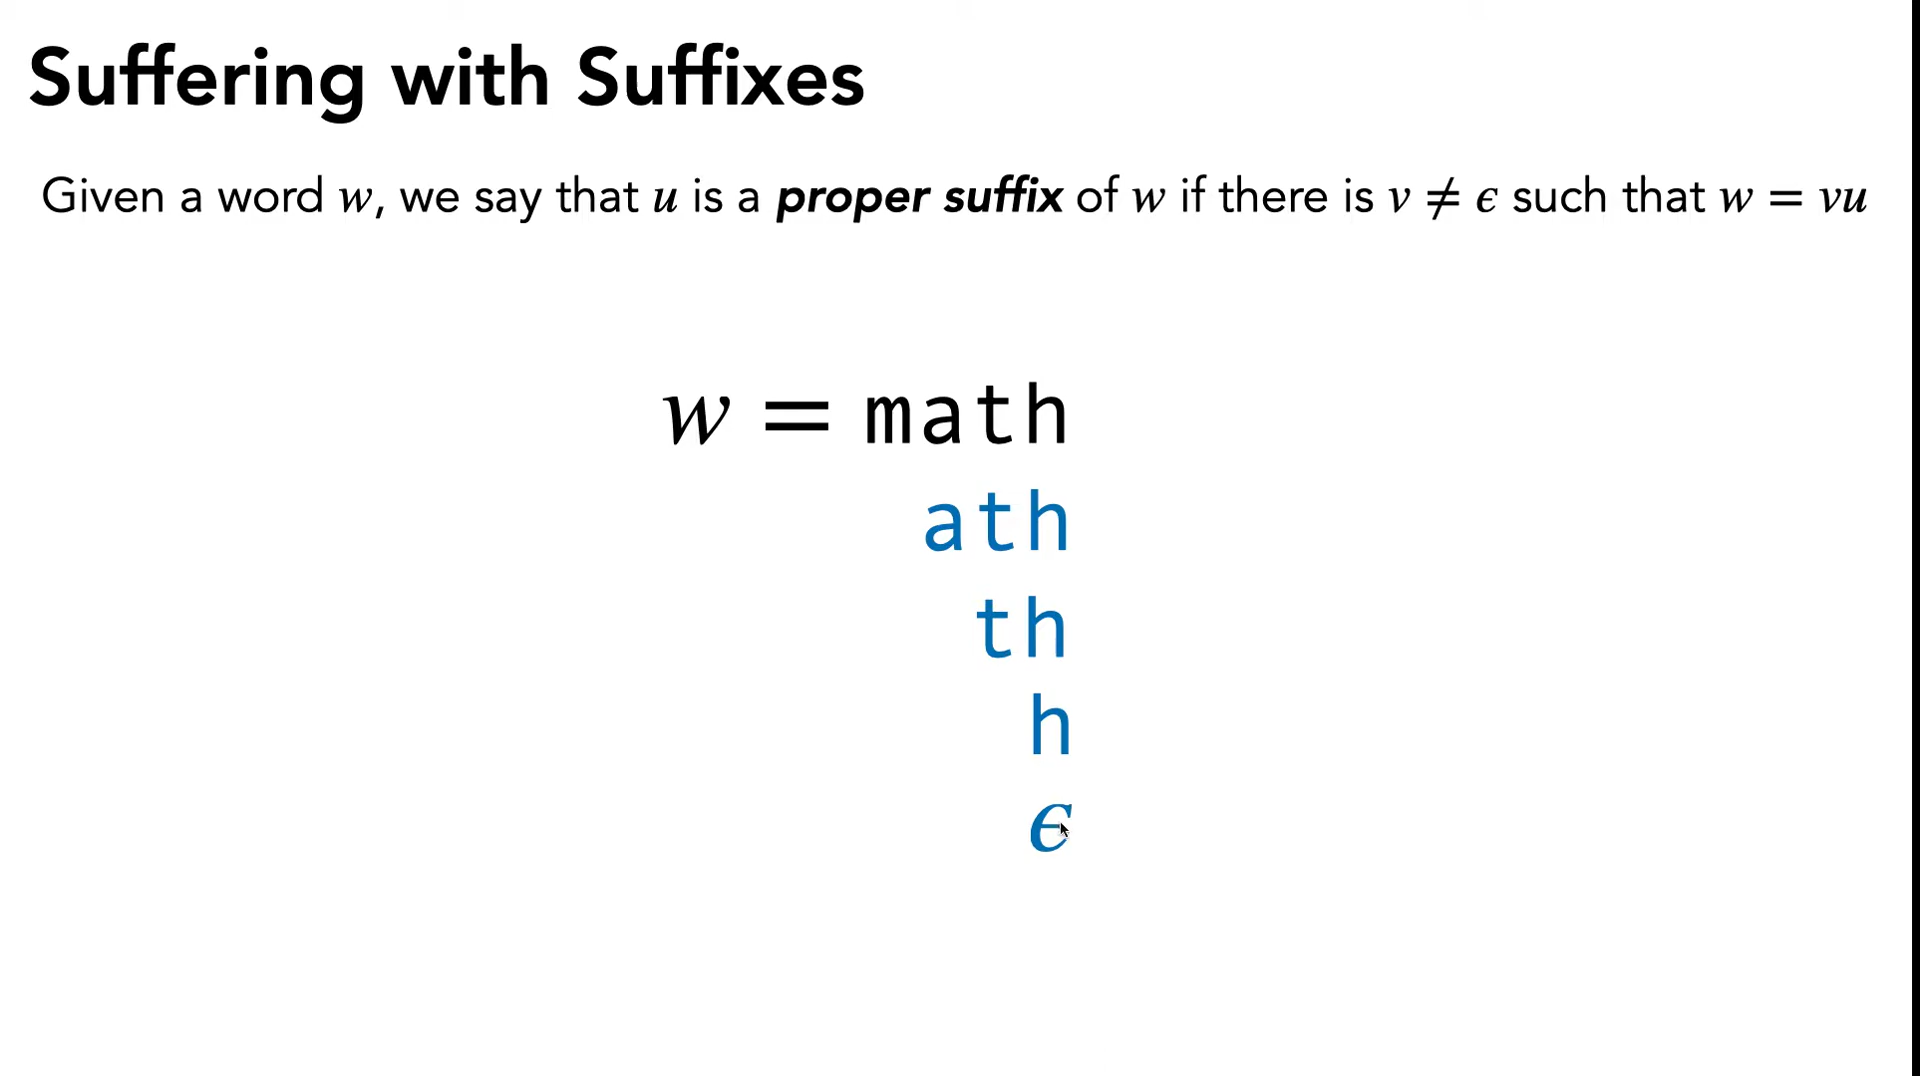 Suffering with Suffixes
Given a word w, we say that u is a proper suffix of w if there is v ≠ ϵ such that w = vu
w = math
ath
th
h
ϵ